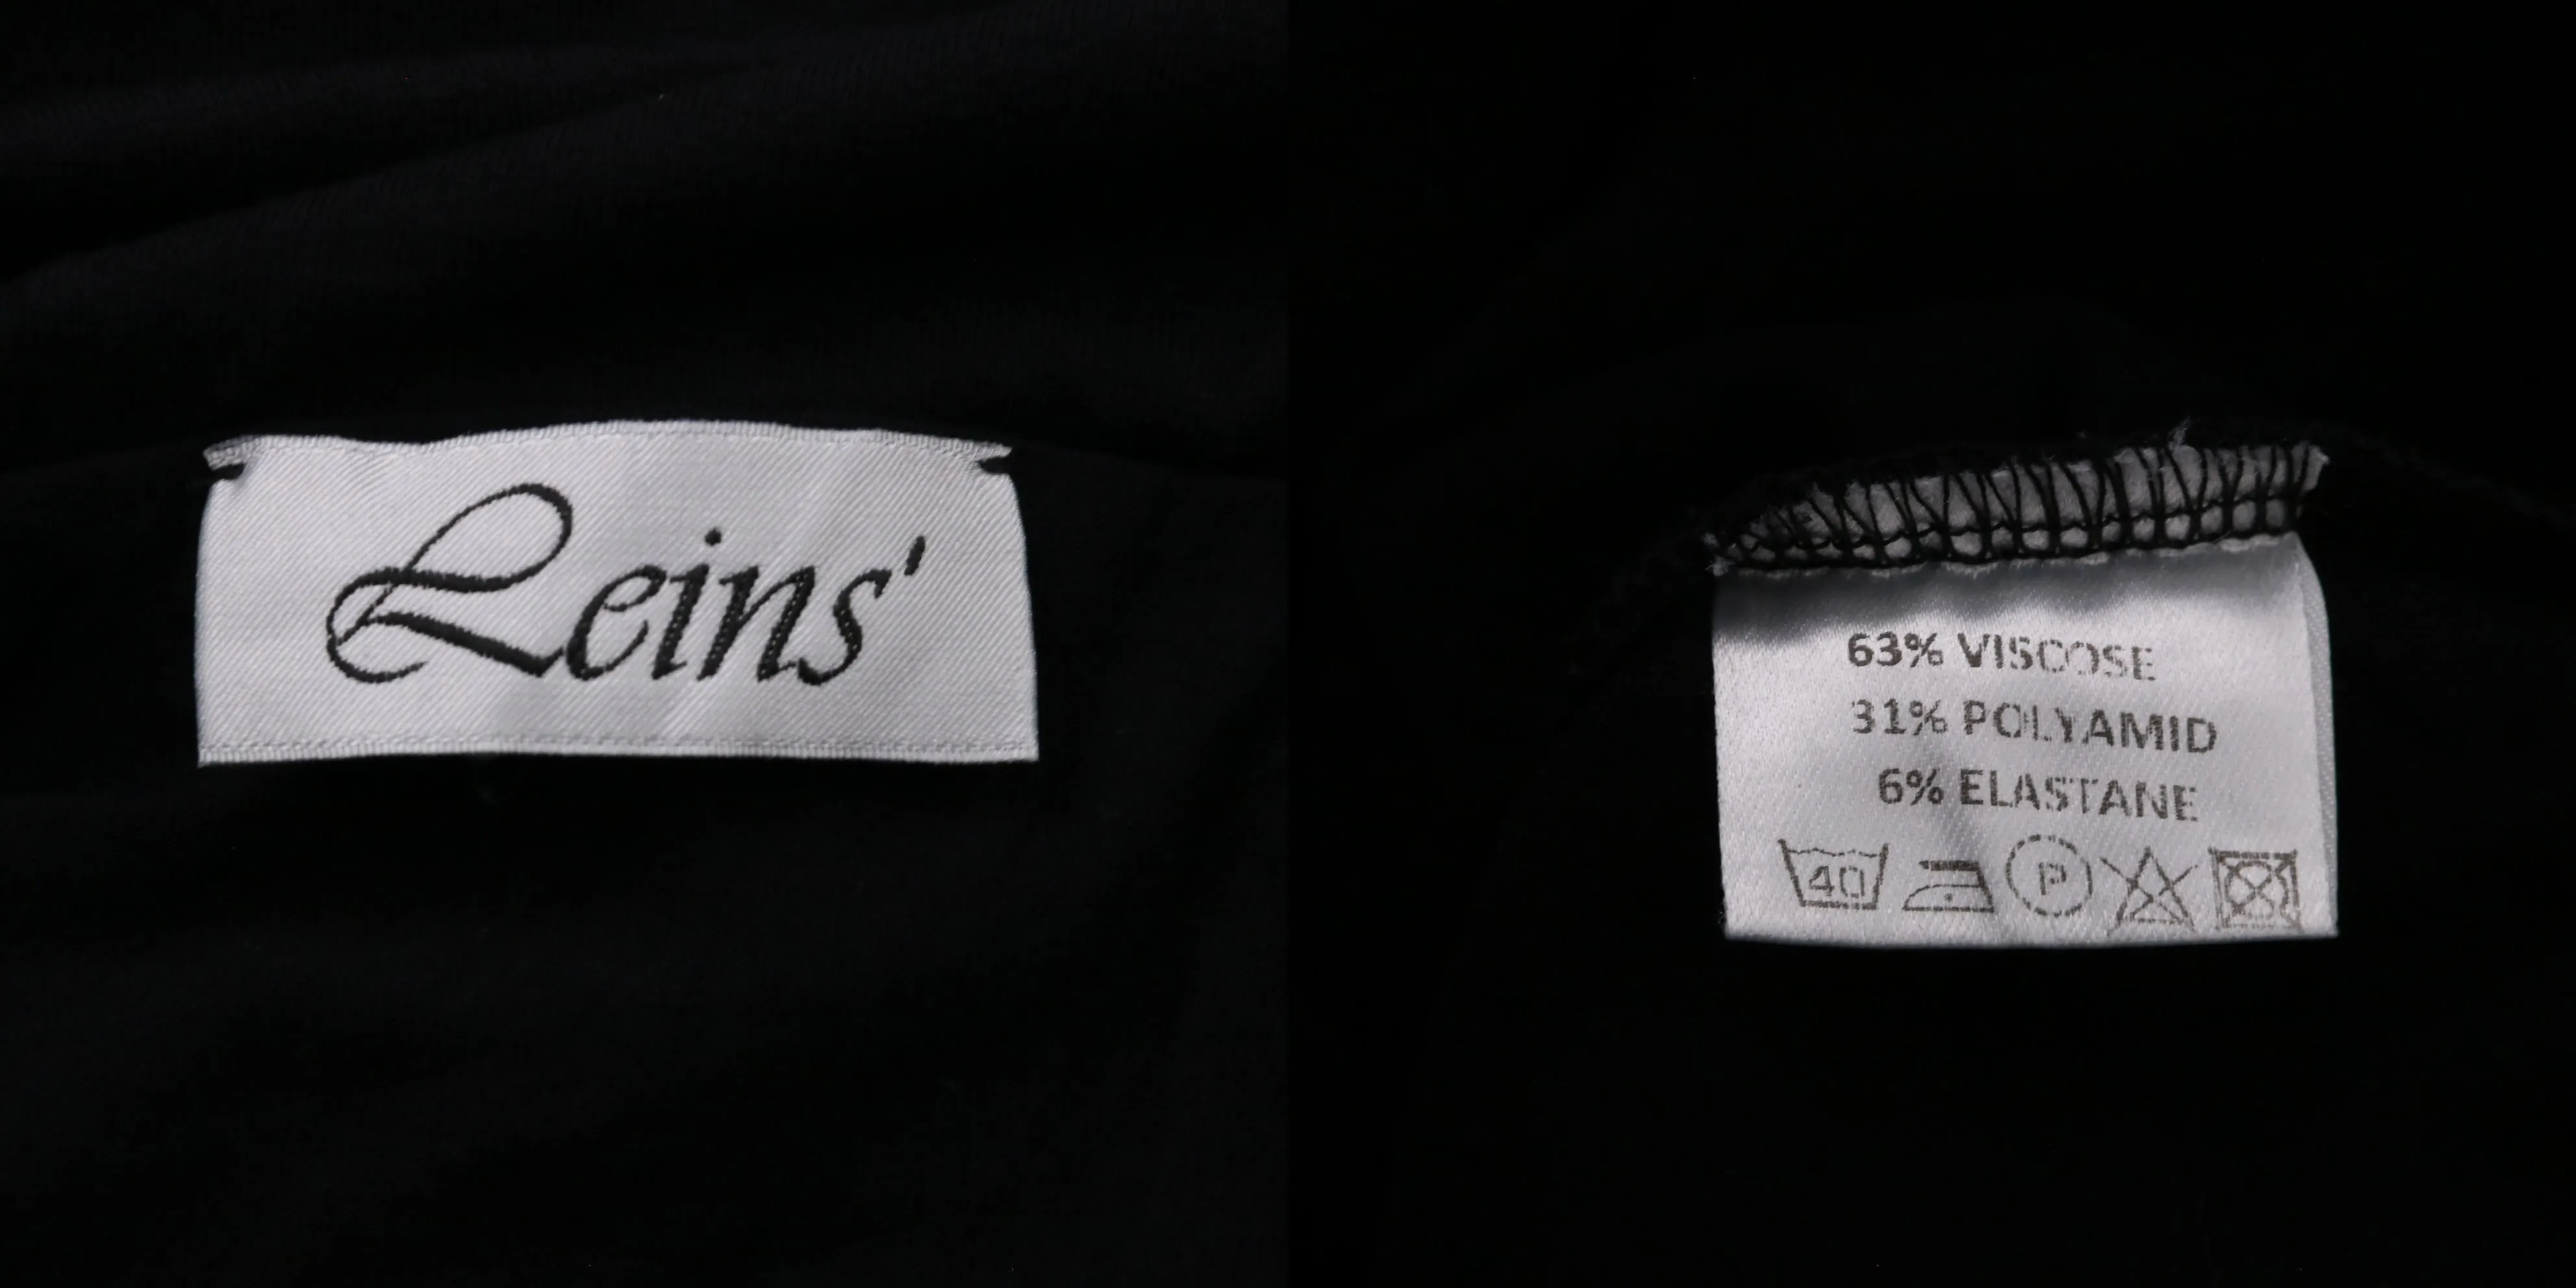 Leins'
63% VISCOSE
31% POLYAMID
6% ELASTANE
40 P